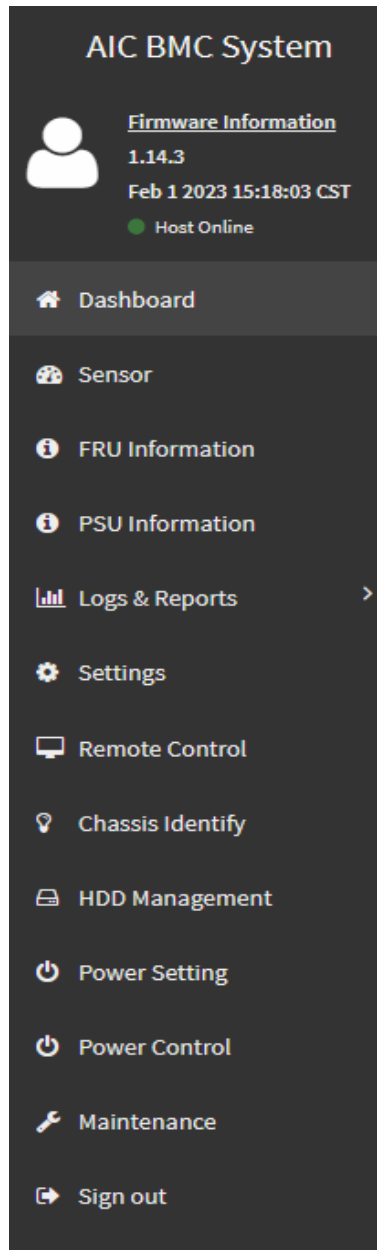 AIC BMC System
Firmware Information
1.14.3
Feb 1 2023 15:18:03 CST
Host Online
Dashboard
Sensor
FRU Information
PSU Information
Logs & Reports
Settings
Remote Control
Chassis Identify
HDD Management
Power Setting
Power Control
Maintenance
Sign out